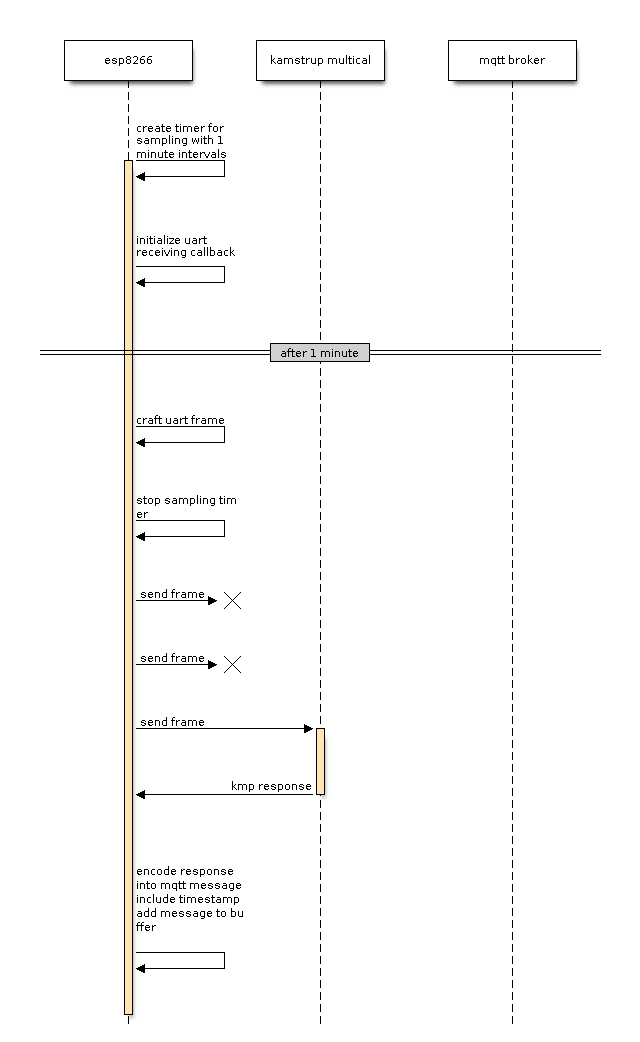 esp8266
kamstrup multical
mqtt broker
create timer for
sampling with 1
minute intervals
initialize uart
receiving callback
after 1 minute
craft uart frame
stop sampling tim
er
send frame
send frame
send frame
kmp response
encode response
into mqtt message
include timestamp
add message to bu
ffer